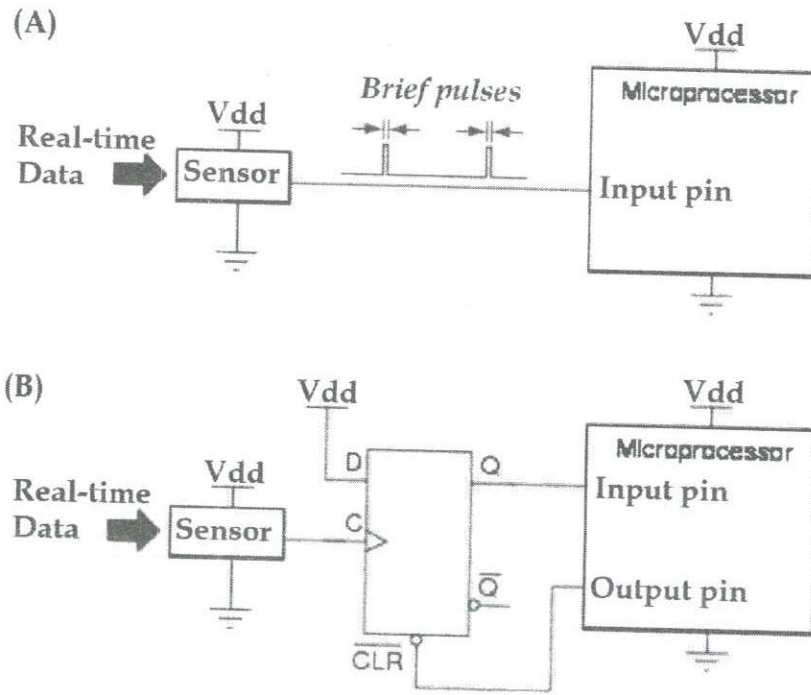 (A)
Vdd
Microprocessor
Brief pulses
Vdd
Real-time
Data
Sensor
Input pin
(B)
Vdd
Vdd
Microprocessor
D
Q
Vdd
Real-time
Data
Sensor
C
Input pin
Q̅
Output pin
C̅L̅R̅